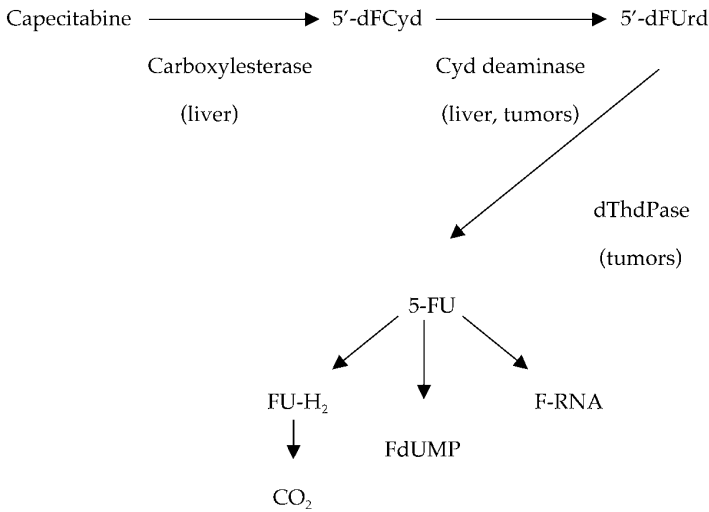 Capecitabine 5′-dFCyd 5′-dFUrd
Carboxylesterase Cyd deaminase
(liver) (liver, tumors)
dThdPase
(tumors)
5-FU
FU-H₂ F-RNA
FdUMP
CO₂